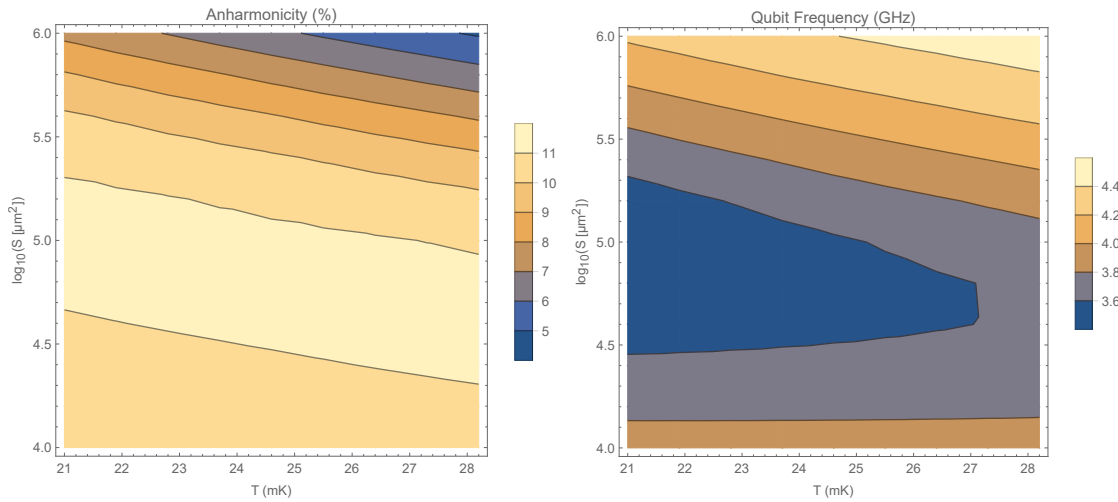 Anharmonicity (%)
6.0
5.5
5.0
4.5
4.0
log10(S [μm²])
21 22 23 24 25 26 27 28
T (mK)
11
10
9
8
7
6
5
Qubit Frequency (GHz)
6.0
5.5
5.0
4.5
4.0
log10(S [μm²])
21 22 23 24 25 26 27 28
T (mK)
4.4
4.2
4.0
3.8
3.6